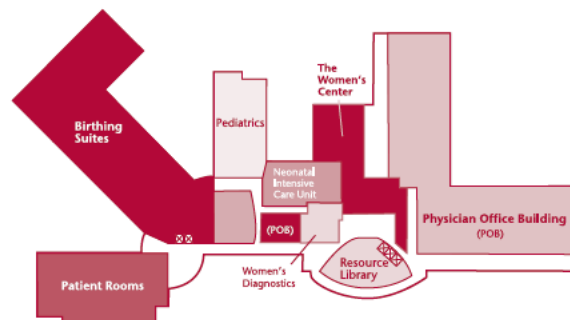 The
Women's
Center
Birthing
Suites
Pediatrics
Neonatal
Intensive
Care Unit
Physician Office Building
(POB)
(POB)
Women's
Diagnostics
Resource
Library
Patient Rooms